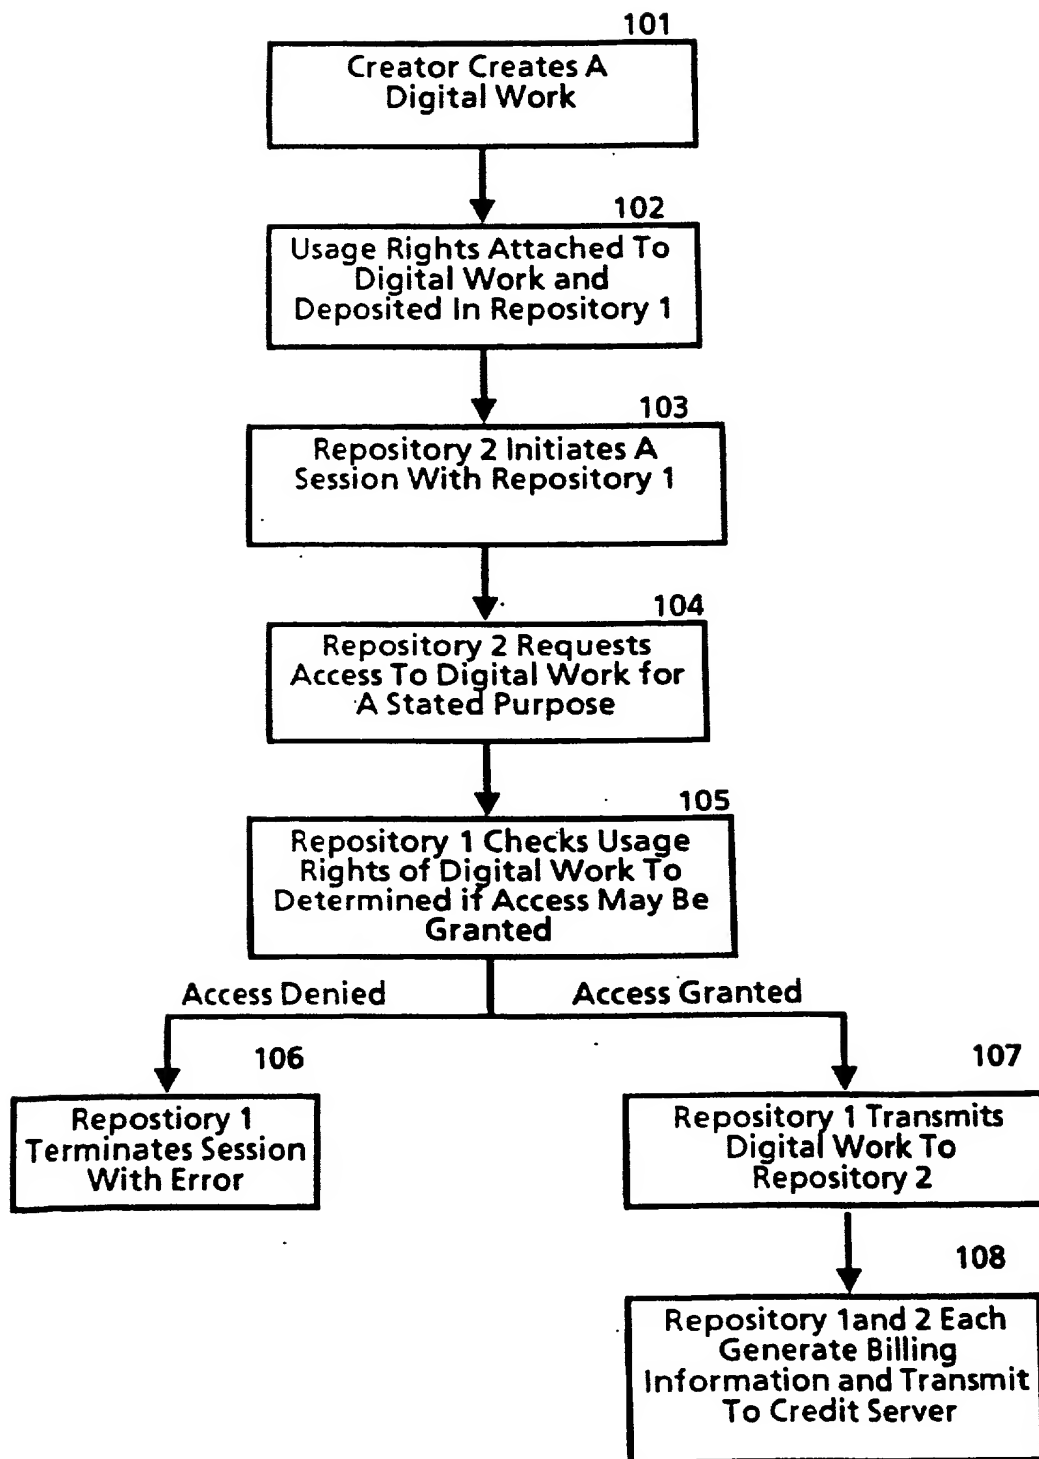 101
Creator Creates A
Digital Work
102
Usage Rights Attached To
Digital Work and
Deposited In Repository 1
103
Repository 2 Initiates A
Session With Repository 1
104
Repository 2 Requests
Access To Digital Work for
A Stated Purpose
105
Repository 1 Checks Usage
Rights of Digital Work To
Determined if Access May Be
Granted
Access Denied
Access Granted
106
Repostiory 1
Terminates Session
With Error
107
Repository 1 Transmits
Digital Work To
Repository 2
108
Repository 1and 2 Each
Generate Billing
Information and Transmit
To Credit Server